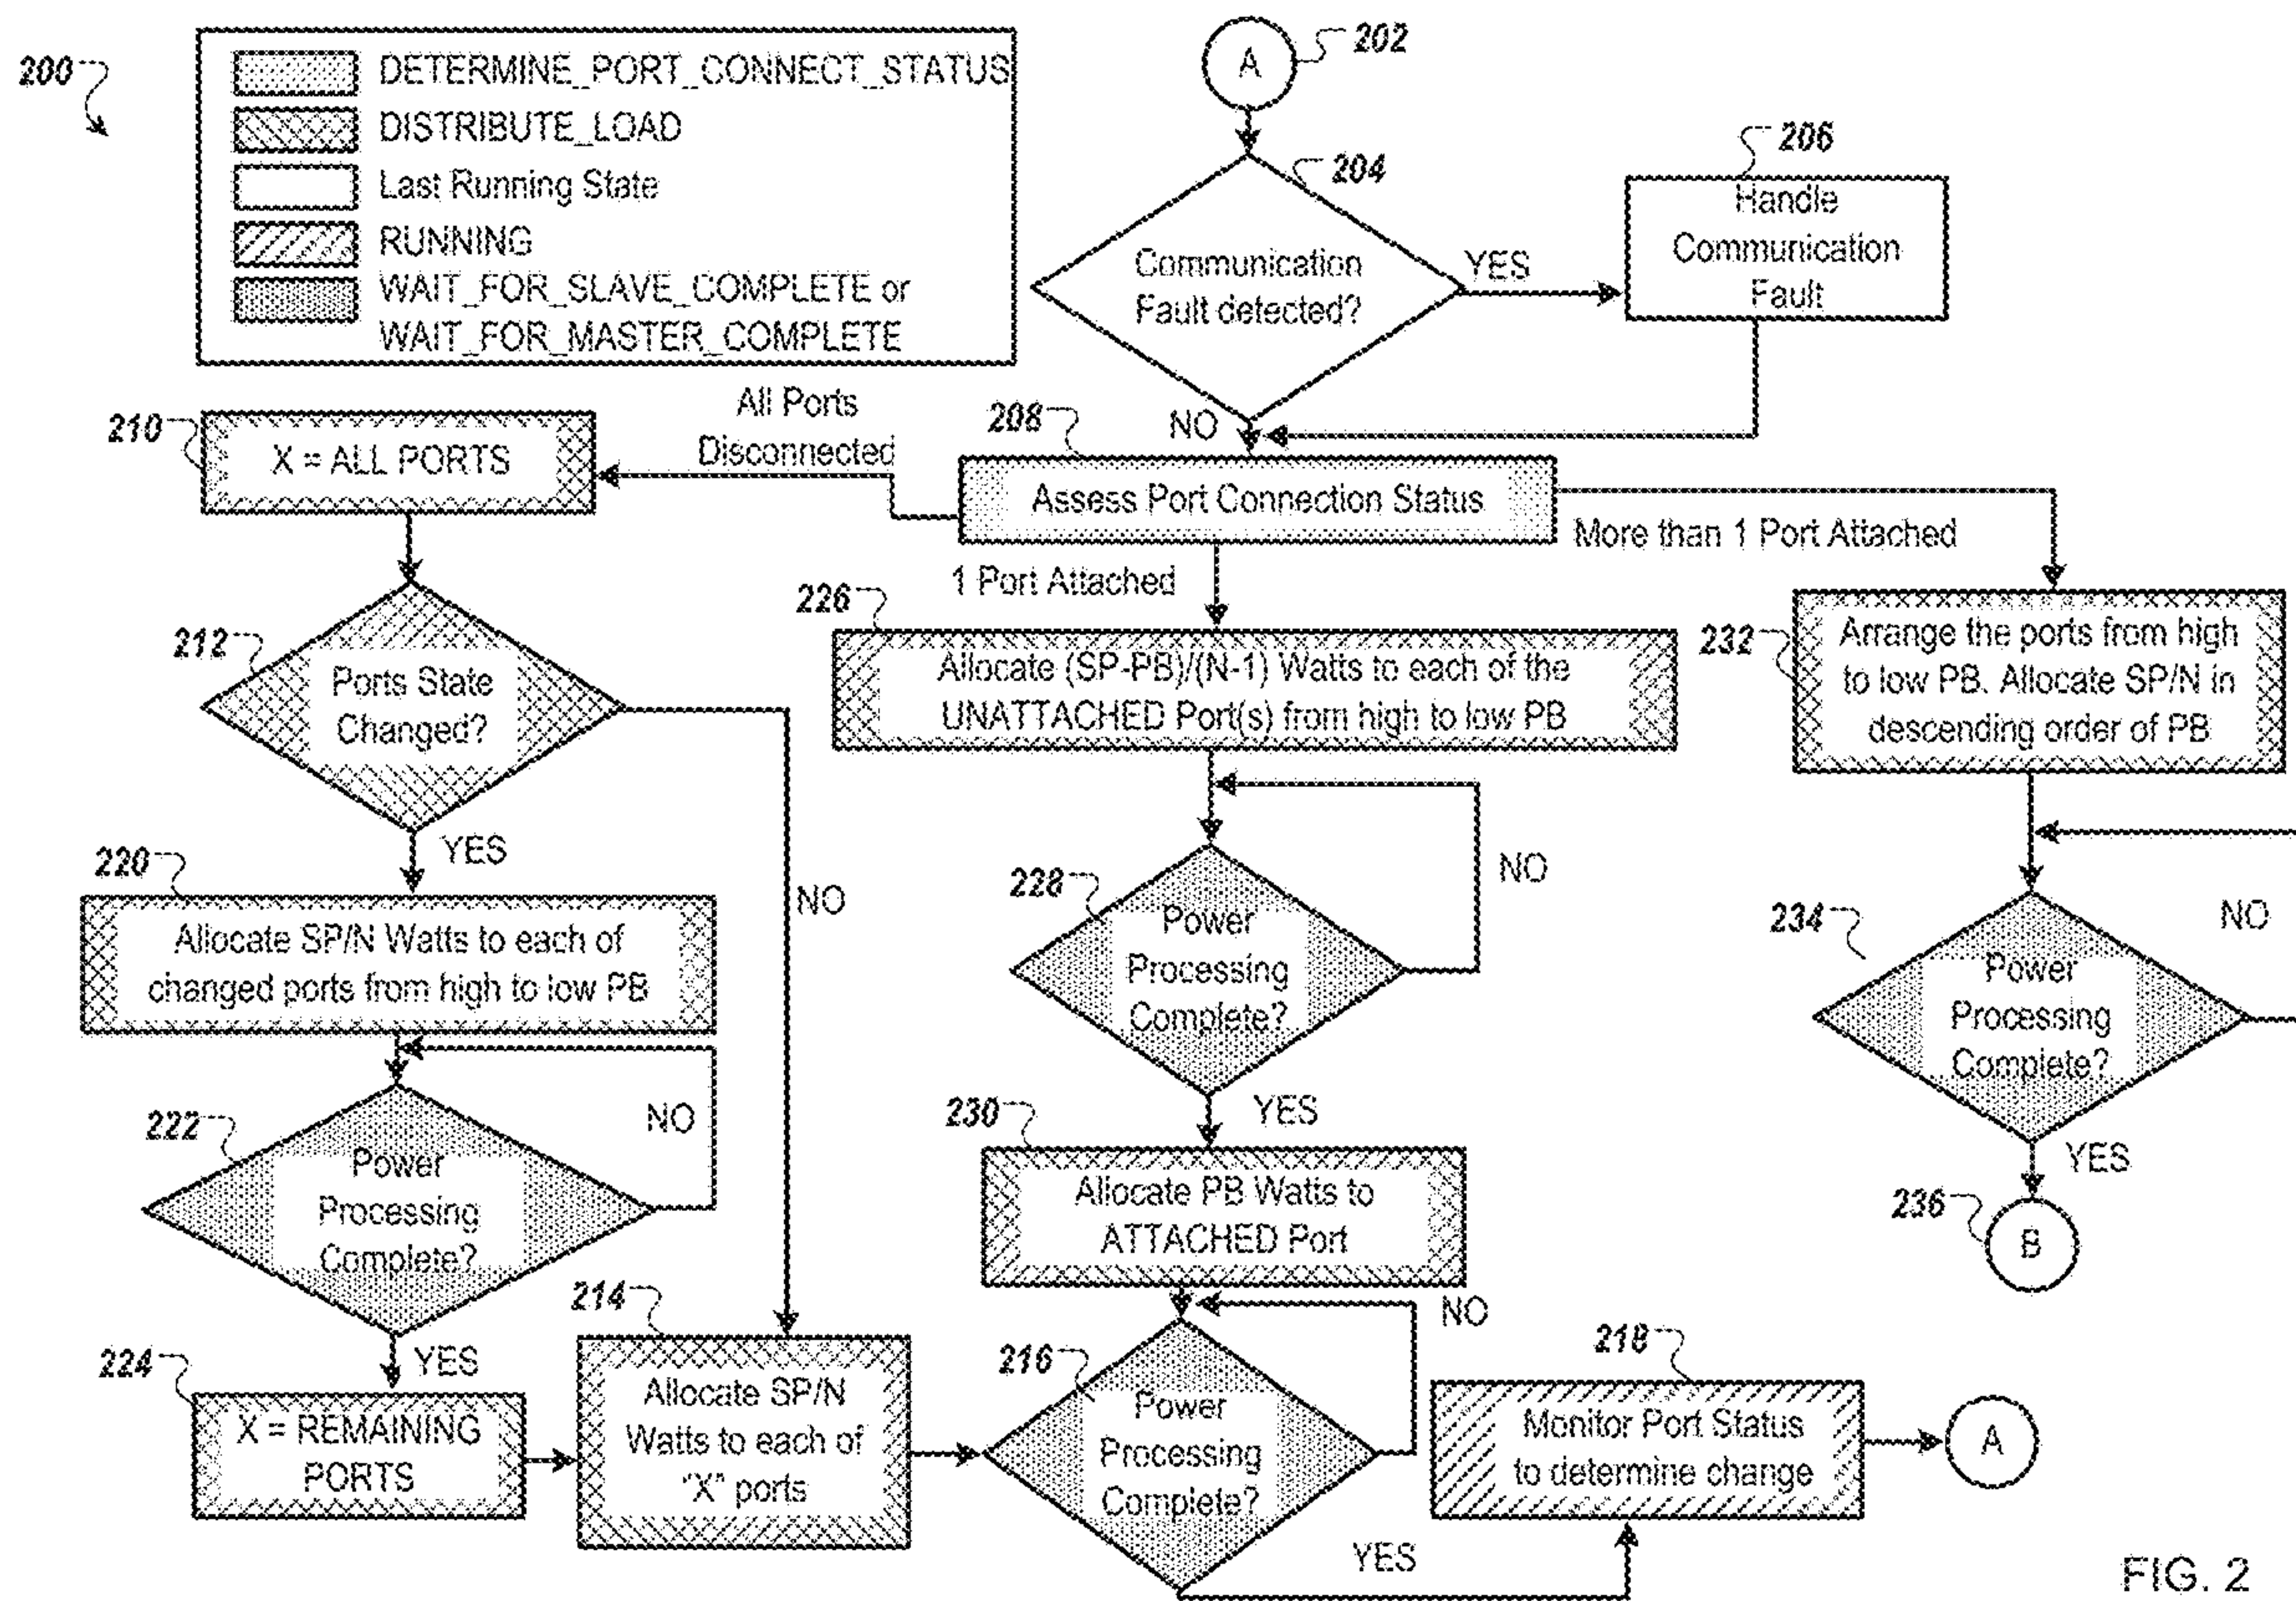 200
DETERMINE_PORT_CONNECT_STATUS
DISTRIBUTE_LOAD
Last Running State
RUNNING
WAIT_FOR_SLAVE_COMPLETE or
WAIT_FOR_MASTER_COMPLETE
A
202
204
Communication
Fault detected?
YES
NO
206
Handle
Communication
Fault
208
Assess Port Connection Status
All Ports
Disconnected
1 Port Attached
More than 1 Port Attached
210
X = ALL PORTS
212
Ports State
Changed?
YES
NO
220
Allocate SP/N Watts to each of
changed ports from high to low PB
222
Power
Processing
Complete?
NO
YES
224
X = REMAINING
PORTS
214
Allocate SP/N
Watts to each of
"X" ports
226
Allocate (SP-PB)/(N-1) Watts to each of the
UNATTACHED Port(s) from high to low PB
228
Power
Processing
Complete?
NO
YES
230
Allocate PB Watts to
ATTACHED Port
216
Power
Processing
Complete?
NO
YES
218
Monitor Port Status
to determine change
A
232
Arrange the ports from high
to low PB. Allocate SP/N in
descending order of PB
234
Power
Processing
Complete?
NO
YES
236
B
FIG. 2